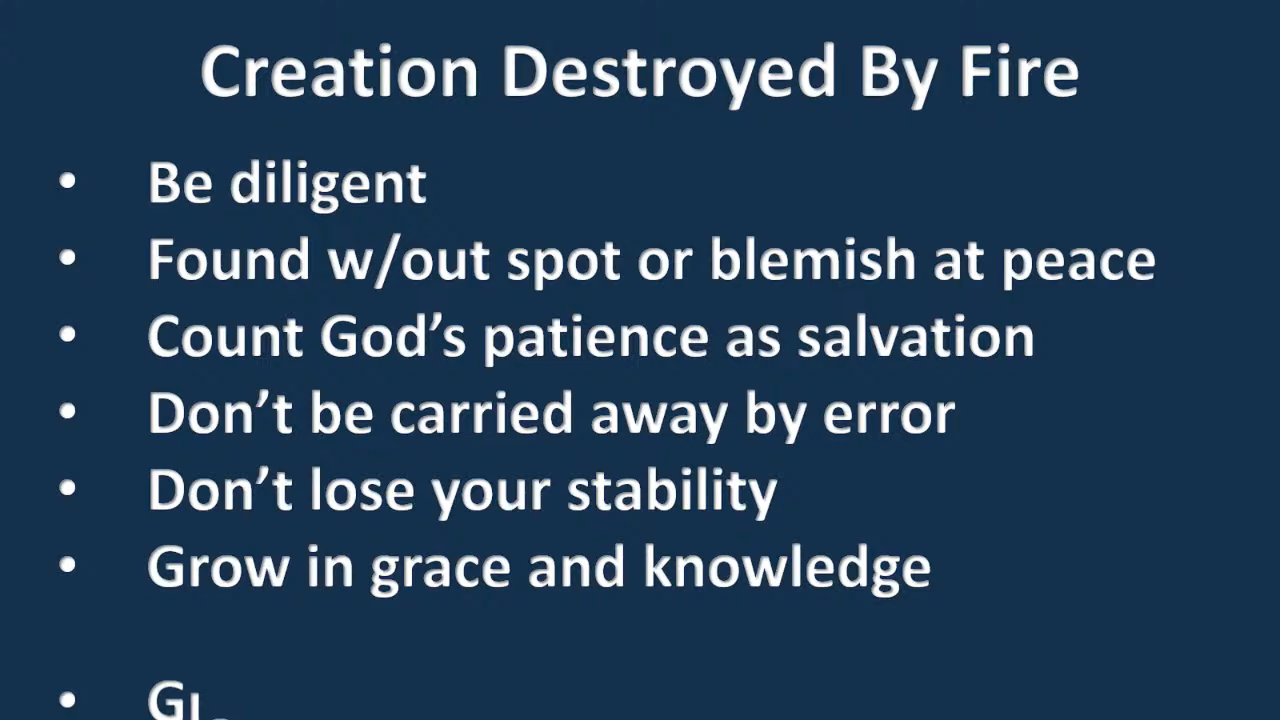 Creation Destroyed By Fire
• Be diligent
• Found w/out spot or blemish at peace
• Count God’s patience as salvation
• Don’t be carried away by error
• Don’t lose your stability
• Grow in grace and knowledge